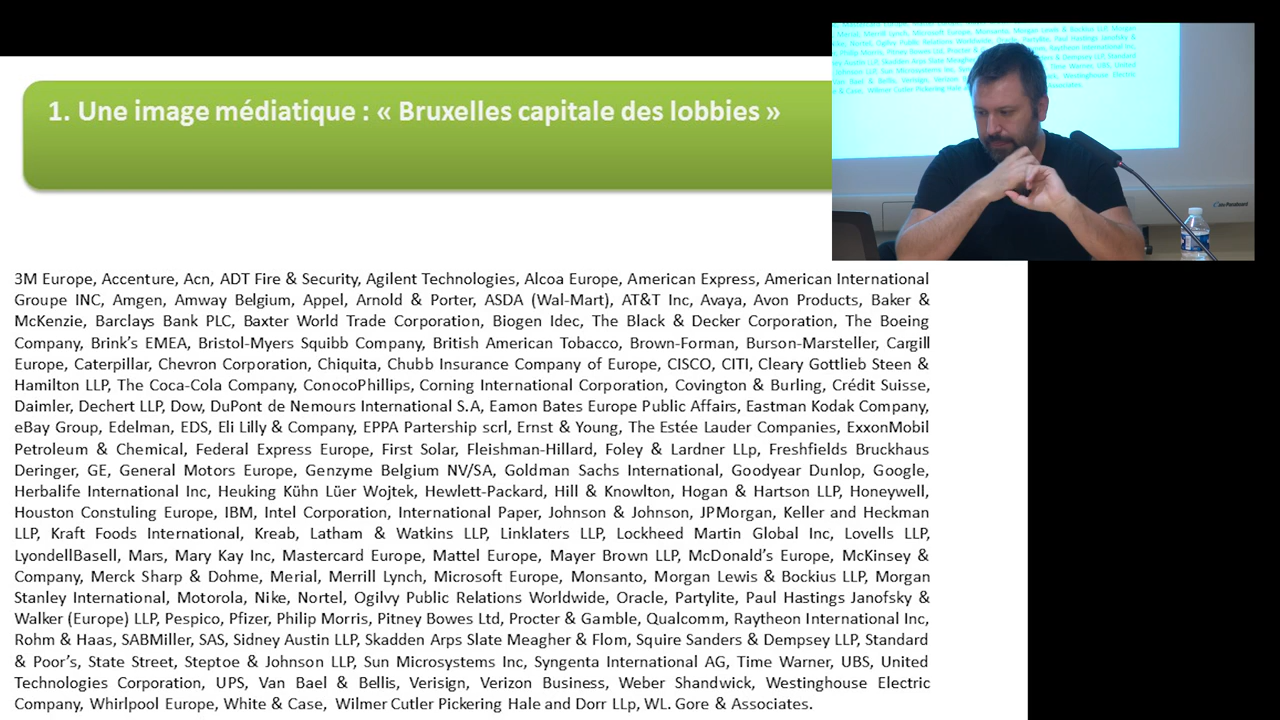 1. Une image médiatique : « Bruxelles capitale des lobbies »
3M Europe, Accenture, Acn, ADT Fire & Security, Agilent Technologies, Alcoa Europe, American Express, American International
Groupe INC, Amgen, Amway Belgium, Appel, Arnold & Porter, ASDA (Wal-Mart), AT&T Inc, Avaya, Avon Products, Baker &
McKenzie, Barclays Bank PLC, Baxter World Trade Corporation, Biogen Idec, The Black & Decker Corporation, The Boeing
Company, Brink's EMEA, Bristol-Myers Squibb Company, British American Tobacco, Brown-Forman, Burson-Marsteller, Cargill
Europe, Caterpillar, Chevron Corporation, Chiquita, Chubb Insurance Company of Europe, CISCO, CITI, Cleary Gottlieb Steen &
Hamilton LLP, The Coca-Cola Company, ConocoPhillips, Corning International Corporation, Covington & Burling, Crédit Suisse,
Daimler, Dechert LLP, Dow, DuPont de Nemours International S.A, Eamon Bates Europe Public Affairs, Eastman Kodak Company,
eBay Group, Edelman, EDS, Eli Lilly & Company, EPPA Partership scrl, Ernst & Young, The Estée Lauder Companies, ExxonMobil
Petroleum & Chemical, Federal Express Europe, First Solar, Fleishman-Hillard, Foley & Lardner LLp, Freshfields Bruckhaus
Deringer, GE, General Motors Europe, Genzyme Belgium NV/SA, Goldman Sachs International, Goodyear Dunlop, Google,
Herbalife International Inc, Heuking Kühn Lüer Wojtek, Hewlett-Packard, Hill & Knowlton, Hogan & Hartson LLP, Honeywell,
Houston Constuling Europe, IBM, Intel Corporation, International Paper, Johnson & Johnson, JPMorgan, Keller and Heckman
LLP, Kraft Foods International, Kreab, Latham & Watkins LLP, Linklaters LLP, Lockheed Martin Global Inc, Lovells LLP,
LyondellBasell, Mars, Mary Kay Inc, Mastercard Europe, Mattel Europe, Mayer Brown LLP, McDonald's Europe, McKinsey &
Company, Merck Sharp & Dohme, Merial, Merrill Lynch, Microsoft Europe, Monsanto, Morgan Lewis & Bockius LLP, Morgan
Stanley International, Motorola, Nike, Nortel, Ogilvy Public Relations Worldwide, Oracle, Partylite, Paul Hastings Janofsky &
Walker (Europe) LLP, Pespico, Pfizer, Philip Morris, Pitney Bowes Ltd, Procter & Gamble, Qualcomm, Raytheon International Inc,
Rohm & Haas, SABMiller, SAS, Sidney Austin LLP, Skadden Arps Slate Meagher & Flom, Squire Sanders & Dempsey LLP, Standard
& Poor's, State Street, Steptoe & Johnson LLP, Sun Microsystems Inc, Syngenta International AG, Time Warner, UBS, United
Technologies Corporation, UPS, Van Bael & Bellis, Verisign, Verizon Business, Weber Shandwick, Westinghouse Electric
Company, Whirlpool Europe, White & Case, Wilmer Cutler Pickering Hale and Dorr LLp, WL. Gore & Associates.